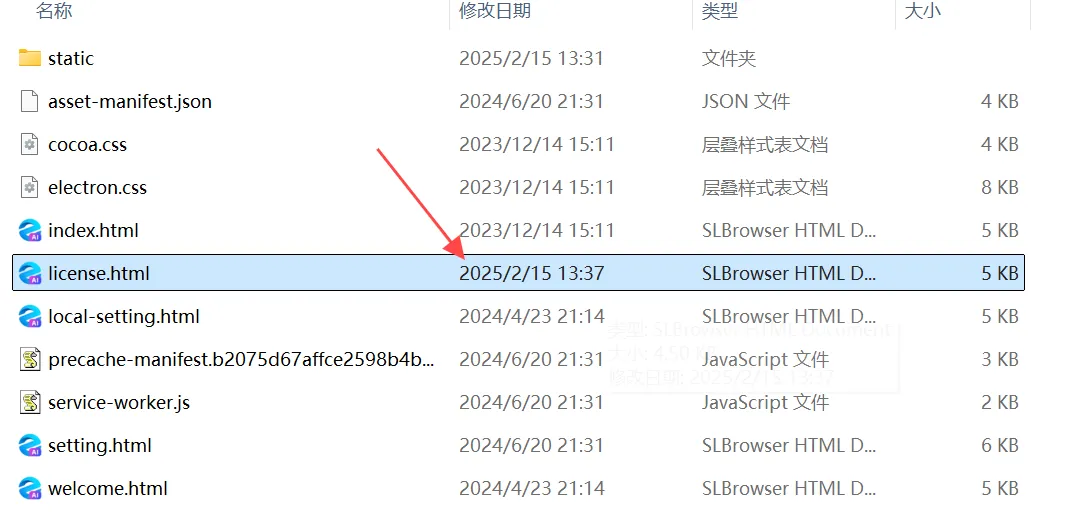 名称 修改日期 类型 大小
static 2025/2/15 13:31 文件夹
asset-manifest.json 2024/6/20 21:31 JSON 文件 4 KB
cocoa.css 2023/12/14 15:11 层叠样式表文档 4 KB
electron.css 2023/12/14 15:11 层叠样式表文档 8 KB
index.html 2023/12/14 15:11 SLBrowser HTML D... 5 KB
license.html 2025/2/15 13:37 SLBrowser HTML D... 5 KB
local-setting.html 2024/4/23 21:14 SLBrowser HTML D... 5 KB
类型: SLBrowser HTML Document
大小: 4.50 KB
修改日期: 2025/2/15 13:37
precache-manifest.b2075d67affce2598b4b... 2024/6/20 21:31 JavaScript 文件 3 KB
service-worker.js 2024/6/20 21:31 JavaScript 文件 2 KB
setting.html 2024/6/20 21:31 SLBrowser HTML D... 6 KB
welcome.html 2024/4/23 21:14 SLBrowser HTML D... 5 KB